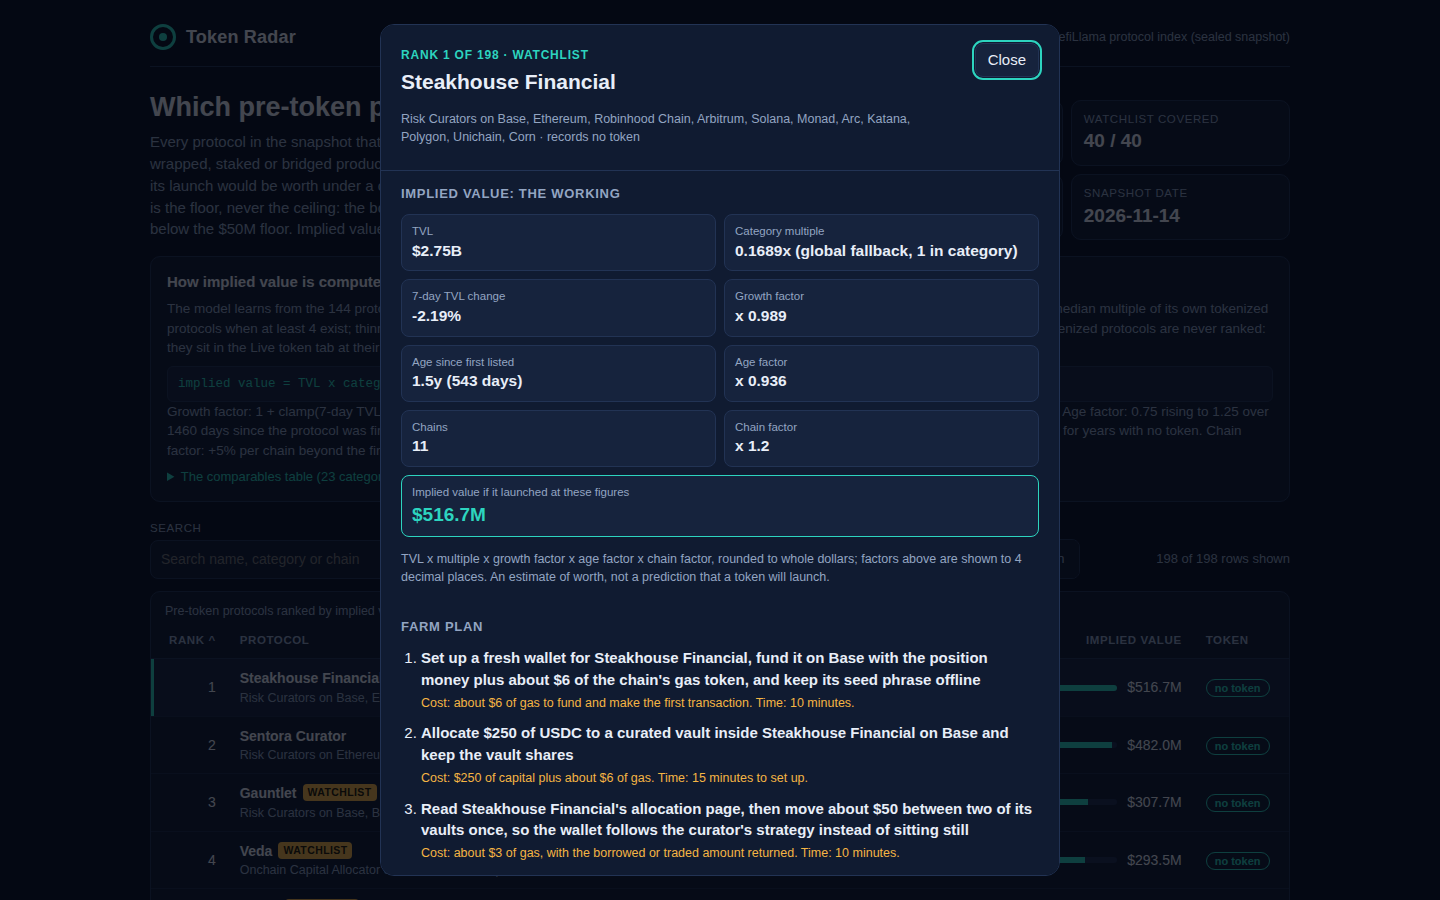 Token Radar
efiLlama protocol index (sealed snapshot)
Which pre-token p
Every protocol in the snapshot that
wrapped, staked or bridged produc
its launch would be worth under a
is the floor, never the ceiling: the be
below the $50M floor. Implied value
WATCHLIST COVERED
40 / 40
SNAPSHOT DATE
2026-11-14
How implied value is compute
The model learns from the 144 prot
protocols when at least 4 exist; thin
they sit in the Live token tab at their
edian multiple of its own tokenized
enized protocols are never ranked:
implied value = TVL x categ
Growth factor: 1 + clamp(7-day TVL
1460 days since the protocol was fir
factor: +5% per chain beyond the fir
Age factor: 0.75 rising to 1.25 over
for years with no token. Chain
The comparables table (23 categor
RANK 1 OF 198 · WATCHLIST
Steakhouse Financial
Close
Risk Curators on Base, Ethereum, Robinhood Chain, Arbitrum, Solana, Monad, Arc, Katana,
Polygon, Unichain, Corn · records no token
IMPLIED VALUE: THE WORKING
TVL
$2.75B
Category multiple
0.1689x (global fallback, 1 in category)
7-day TVL change
-2.19%
Growth factor
x 0.989
Age since first listed
1.5y (543 days)
Age factor
x 0.936
Chains
11
Chain factor
x 1.2
Implied value if it launched at these figures
$516.7M
TVL x multiple x growth factor x age factor x chain factor, rounded to whole dollars; factors above are shown to 4
decimal places. An estimate of worth, not a prediction that a token will launch.
FARM PLAN
1. Set up a fresh wallet for Steakhouse Financial, fund it on Base with the position
money plus about $6 of the chain's gas token, and keep its seed phrase offline
Cost: about $6 of gas to fund and make the first transaction. Time: 10 minutes.
2. Allocate $250 of USDC to a curated vault inside Steakhouse Financial on Base and
keep the vault shares
Cost: $250 of capital plus about $6 of gas. Time: 15 minutes to set up.
3. Read Steakhouse Financial's allocation page, then move about $50 between two of its
vaults once, so the wallet follows the curator's strategy instead of sitting still
Cost: about $3 of gas, with the borrowed or traded amount returned. Time: 10 minutes.
SEARCH
Search name, category or chain
198 of 198 rows shown
Pre-token protocols ranked by implied v
RANK ^ PROTOCOL IMPLIED VALUE TOKEN
1 Steakhouse Financia $516.7M no token
Risk Curators on Base, E
2 Sentora Curator $482.0M no token
Risk Curators on Ethereu
3 Gauntlet WATCHLIST $307.7M no token
Risk Curators on Base, B
4 Veda WATCHLIST $293.5M no token
Onchain Capital Allocator